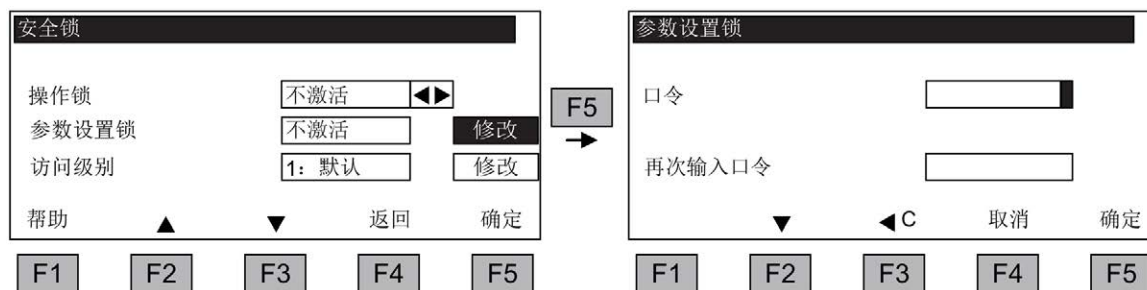 安全锁
操作锁 不激活 ◀▶
参数设置锁 不激活 修改
访问级别 1：默认 修改
帮助 ▲ ▼ 返回 确定
F1 F2 F3 F4 F5
F5
→
参数设置锁
口令
再次输入口令
▼ ◀C 取消 确定
F1 F2 F3 F4 F5